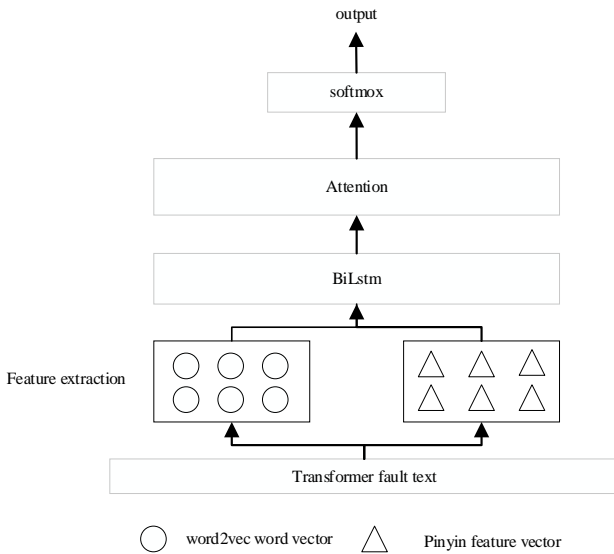 output
softmox
Attention
BiLstm
Feature extraction
Transformer fault text
word2vec word vector
Pinyin feature vector